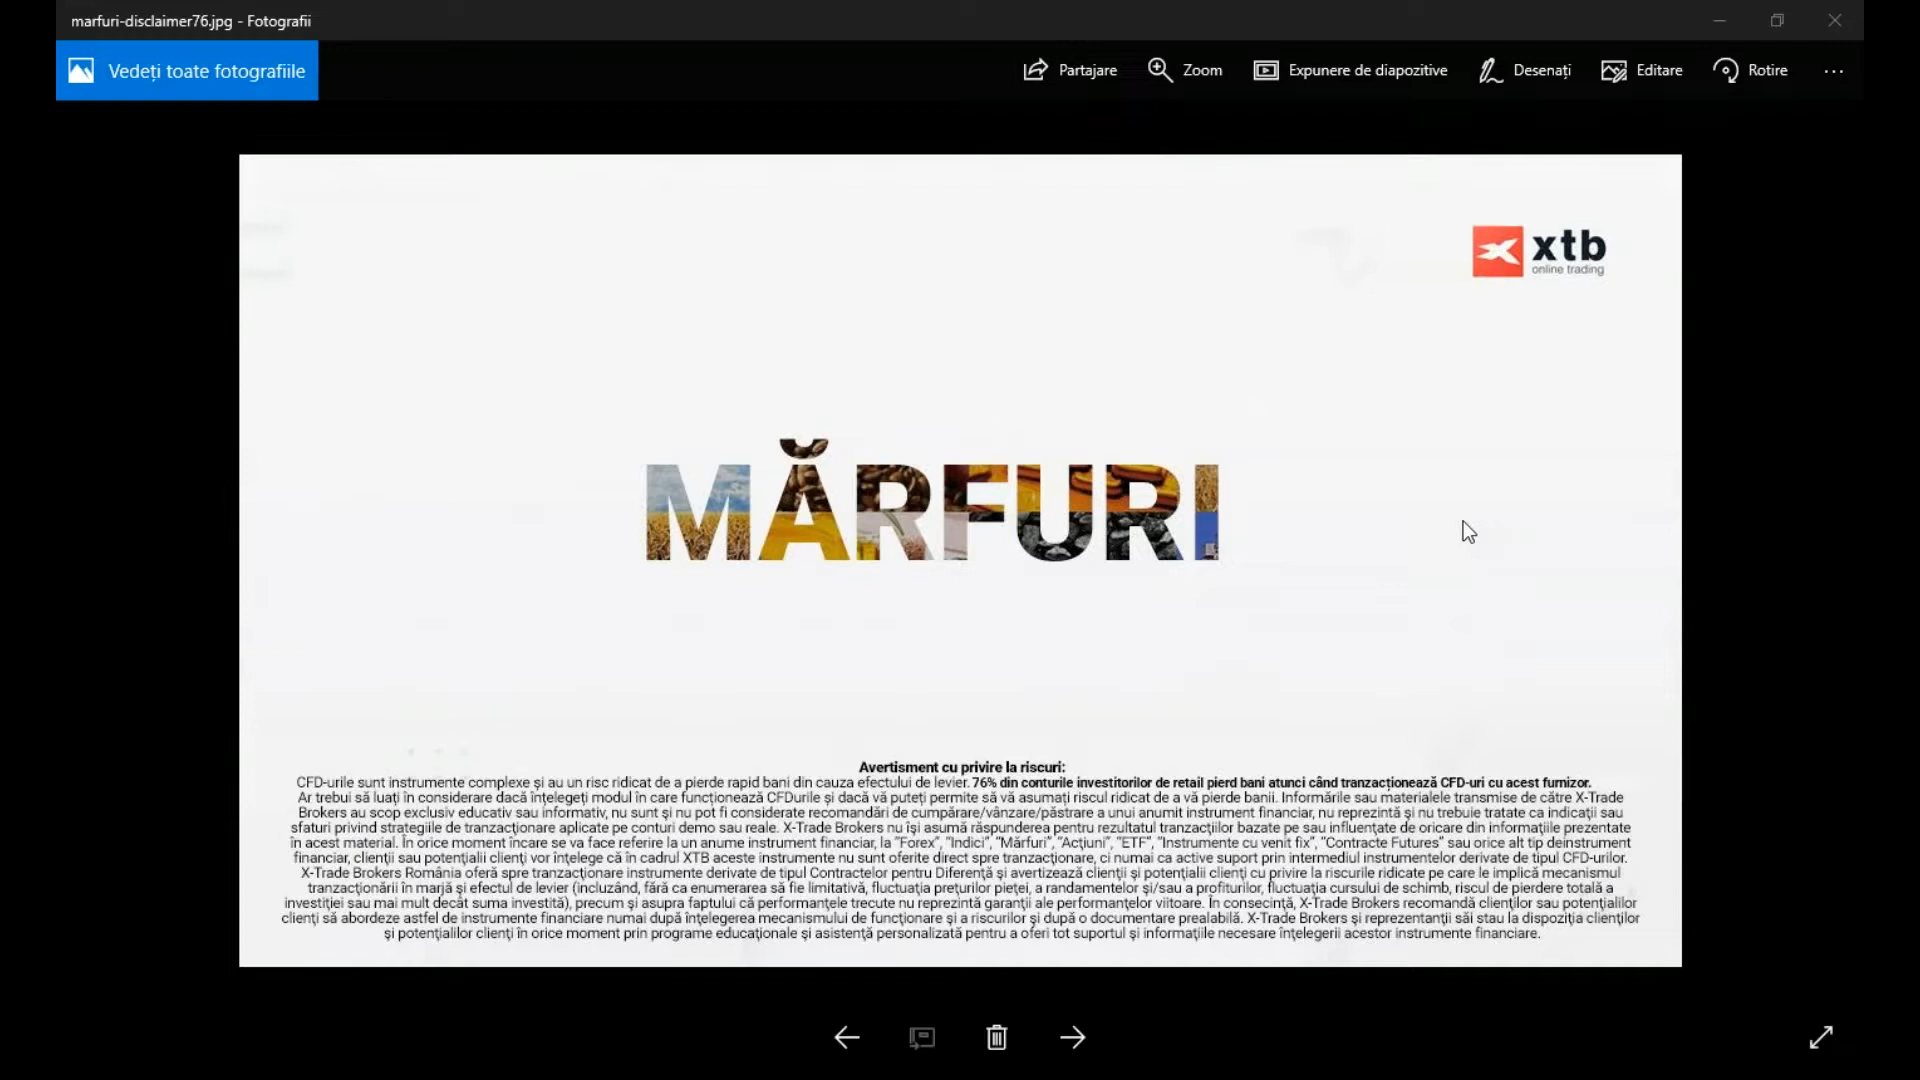 marfuri-disclaimer76.jpg - Fotografii
Vedeți toate fotografiile
Partajare
Zoom
Expunere de diapozitive
Desenați
Editare
Rotire
xtb
online trading
MĂRFURI
Avertisment cu privire la riscuri:
CFD-urile sunt instrumente complexe și au un risc ridicat de a pierde rapid bani din cauza efectului de levier. 76% din conturile investitorilor de retail pierd bani atunci când tranzacționează CFD-uri cu acest furnizor.
Ar trebui să luați în considerare dacă înțelegeți modul în care funcționează CFDurile și dacă vă puteți permite să vă asumați riscul ridicat de a vă pierde banii. Informările sau materialele transmise de către X-Trade
Brokers au scop exclusiv educativ sau informativ, nu sunt și nu pot fi considerate recomandări de cumpărare/vânzare/păstrare a unui anumit instrument financiar, nu reprezintă și nu trebuie tratate ca indicații sau
sfaturi privind strategiile de tranzacționare aplicate pe conturi demo sau reale. X-Trade Brokers nu își asumă răspunderea pentru rezultatul tranzacțiilor bazate pe sau influențate de oricare din informațiile prezentate
în acest material. În orice moment încare se va face referire la un anume instrument financiar, la "Forex", "Indici", "Mărfuri", "Acțiuni", "ETF", "Instrumente cu venit fix", "Contracte Futures" sau orice alt tip deinstrument
financiar, clienții sau potențialii clienți vor înțelege că în cadrul XTB aceste instrumente nu sunt oferite direct spre tranzacționare, ci numai ca active suport prin intermediul instrumentelor derivate de tipul CFD-urilor.
X-Trade Brokers România oferă spre tranzacționare instrumente derivate de tipul Contractelor pentru Diferență și avertizează clienții și potențialii clienți cu privire la riscurile ridicate pe care le implică mecanismul
tranzacționării în marjă și efectul de levier (incluzând, fără ca enumerarea să fie limitativă, fluctuația prețurilor pieței, a randamentelor și/sau a profiturilor, fluctuația cursului de schimb, riscul de pierdere totală a
investiției sau mai mult decât suma investită), precum și asupra faptului că performanțele trecute nu reprezintă garanții ale performanțelor viitoare. În consecință, X-Trade Brokers recomandă clienților sau potențialilor
clienți să abordeze astfel de instrumente financiare numai după înțelegerea mecanismului de funcționare și a riscurilor și după o documentare prealabilă. X-Trade Brokers și reprezentanții săi stau la dispoziția clienților
și potențialilor clienți în orice moment prin programe educaționale și asistență personalizată pentru a oferi tot suportul și informațiile necesare înțelegerii acestor instrumente financiare.